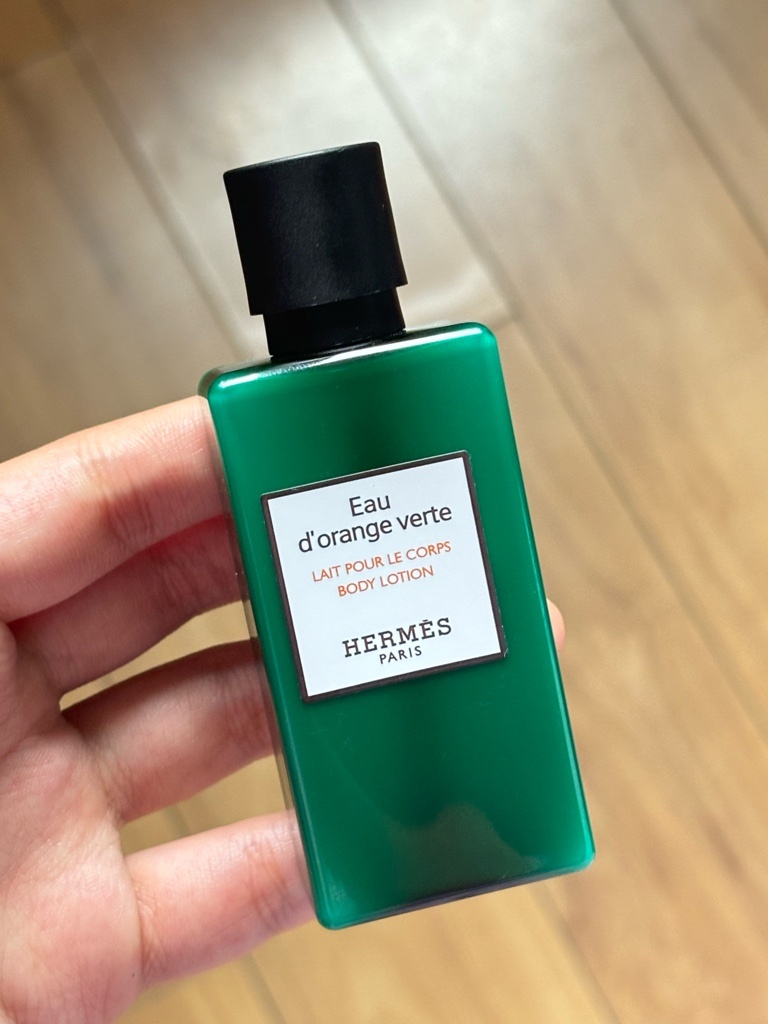 Eau
d'orange verte
LAIT POUR LE CORPS
BODY LOTION
HERMÈS
PARIS